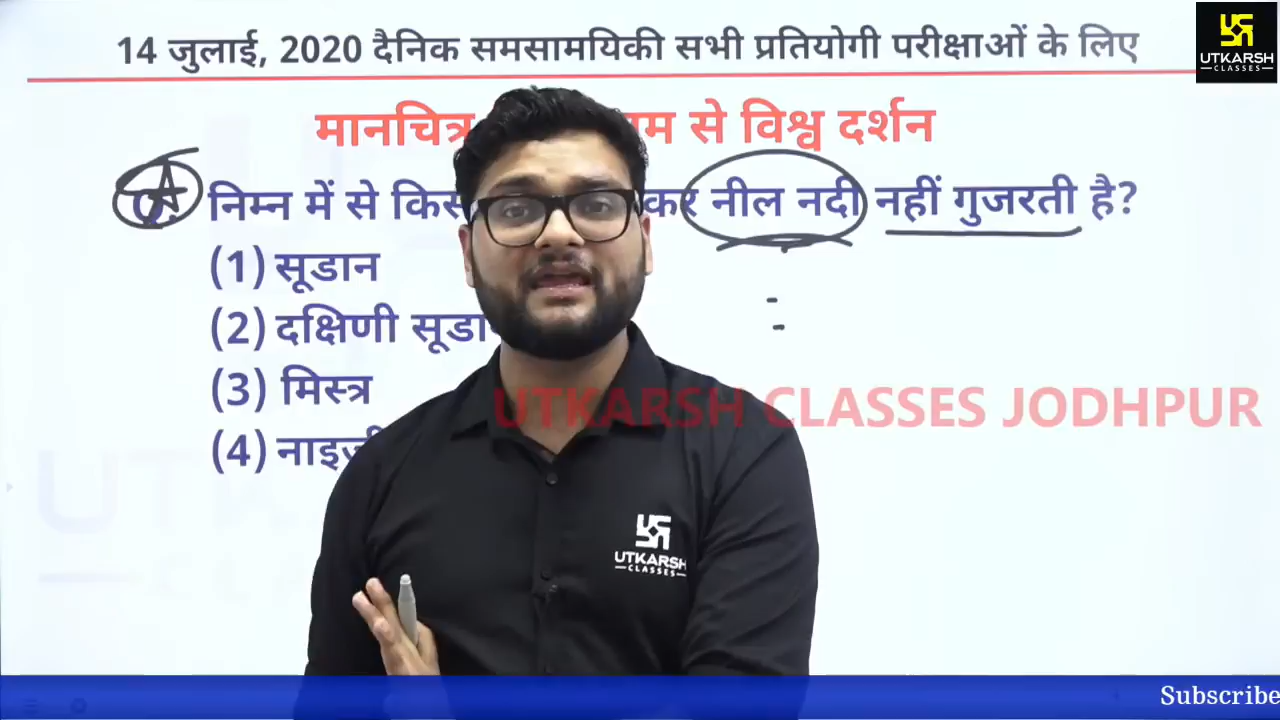 14 जुलाई, 2020 दैनिक समसामयिकी सभी प्रतियोगी परीक्षाओं के लिए
UTKARSH
CLASSES
मानचित्र से विश्व दर्शन
निम्न में से नील नदी नहीं गुजरती है?
(1) सूडान
(2) दक्षिणी
(3) मिस्त्र
(4)
UTKARSH CLASSES JODHPUR
UTKARSH
CLASSES
Subscribe